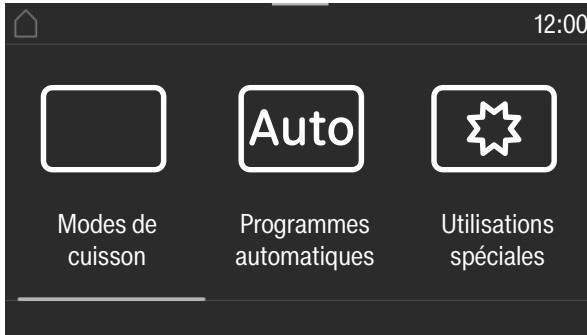 12:00
Auto
Modes de
cuisson
Programmes
automatiques
Utilisations
spéciales